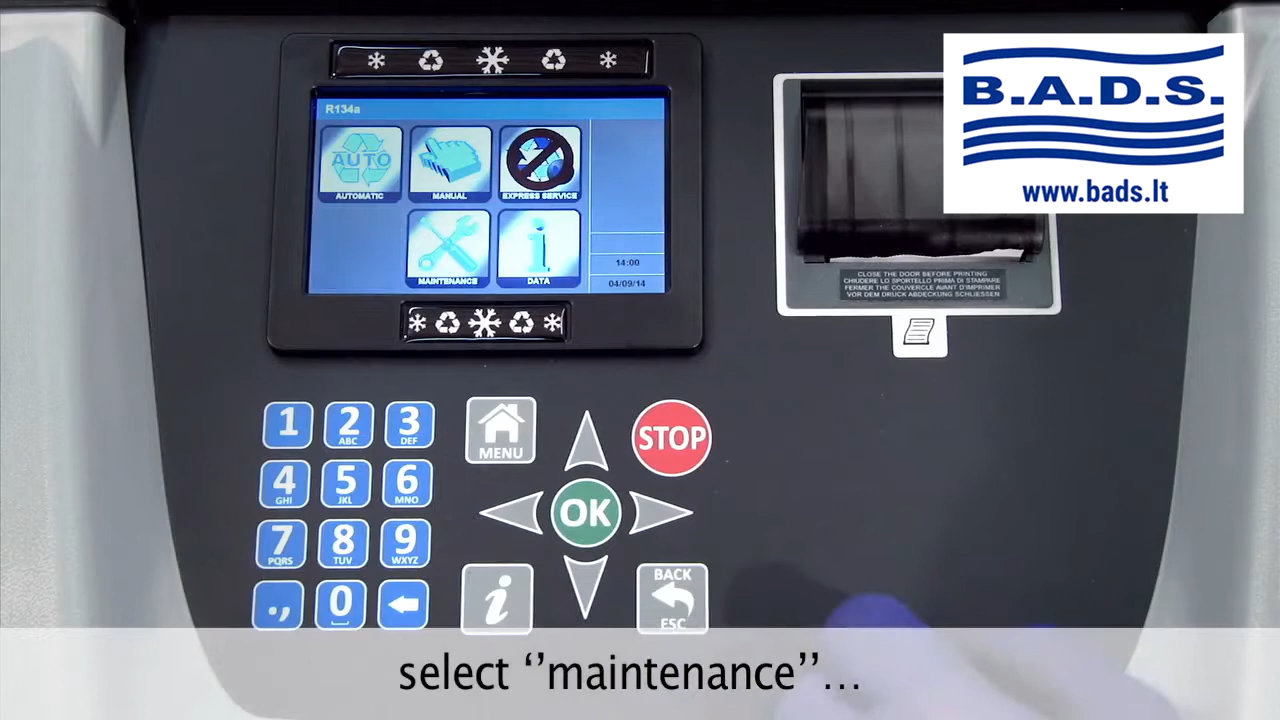 R134a
AUTO
AUTOMATIC
MANUAL
EXPRESS SERVICE
MAINTENANCE
DATA
14:00
04/09/14
B.A.D.S.
www.bads.lt
CLOSE THE DOOR BEFORE PRINTING
CHIUDERE LO SPORTELLO PRIMA DI STAMPARE
FERMER THE COUVERCLE AVANT D'IMPRIMER
VOR DEM DRUCK ABDECKUNG SCHLIESSEN
1
2
ABC
3
DEF
4
GHI
5
JKL
6
MNO
7
PQRS
8
TUV
9
WXYZ
.,
0
MENU
STOP
OK
i
BACK
ESC
select ‘’maintenance’’...